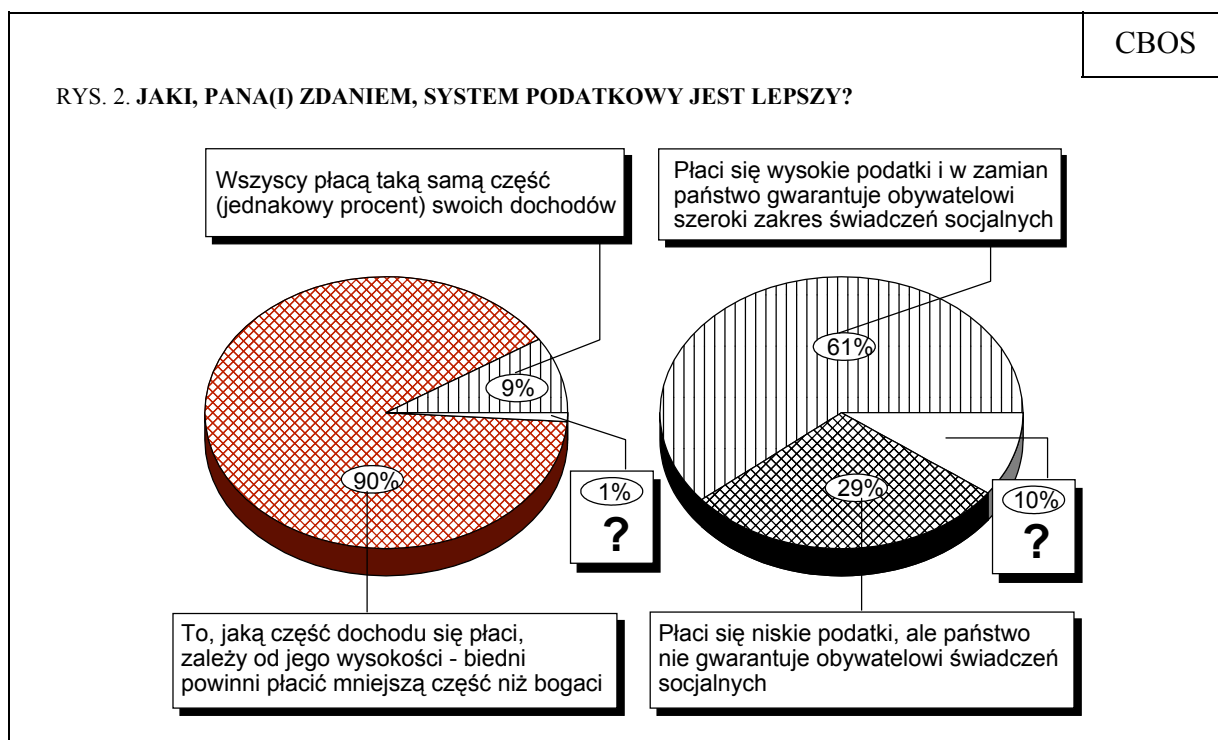 CBOS
RYS. 2. JAKI, PANA(I) ZDANIEM, SYSTEM PODATKOWY JEST LEPSZY?
Wszyscy płacą taką samą część
(jednakowy procent) swoich dochodów
Płaci się wysokie podatki i w zamian
państwo gwarantuje obywatelowi
szeroki zakres świadczeń socjalnych
9%
90%
1%
?
61%
29%
10%
?
To, jaką część dochodu się płaci,
zależy od jego wysokości - biedni
powinni płacić mniejszą część niż bogaci
Płaci się niskie podatki, ale państwo
nie gwarantuje obywatelowi świadczeń
socjalnych